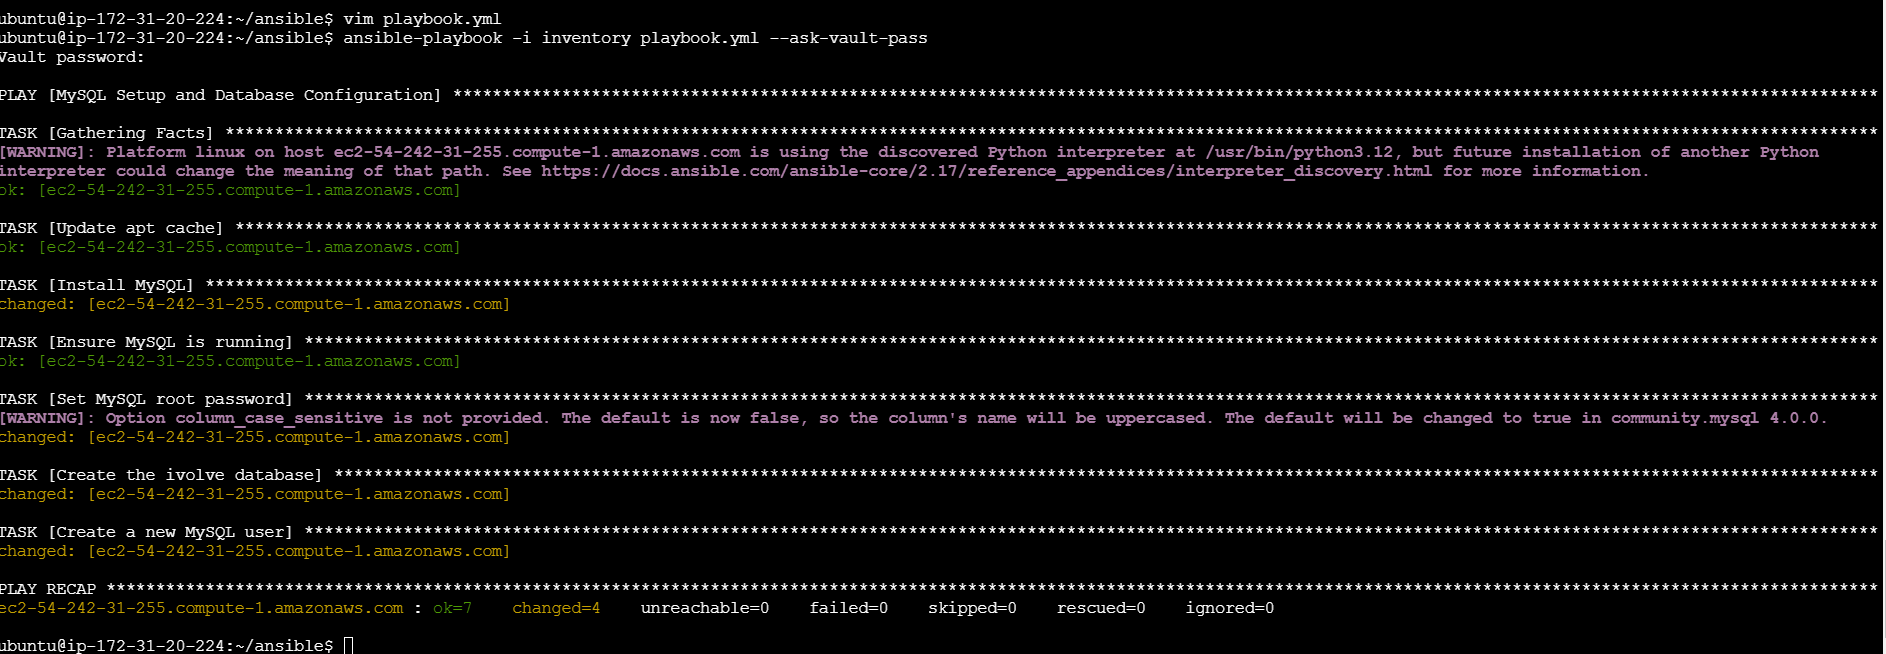 ubuntu@ip-172-31-20-224:~/ansible$ vim playbook.yml
ubuntu@ip-172-31-20-224:~/ansible$ ansible-playbook -i inventory playbook.yml --ask-vault-pass
Vault password:
PLAY [MySQL Setup and Database Configuration] ************************************************************************************************************************************************
TASK [Gathering Facts] ***********************************************************************************************************************************************************************
[WARNING]: Platform linux on host ec2-54-242-31-255.compute-1.amazonaws.com is using the discovered Python interpreter at /usr/bin/python3.12, but future installation of another Python
interpreter could change the meaning of that path. See https://docs.ansible.com/ansible-core/2.17/reference_appendices/interpreter_discovery.html for more information.
ok: [ec2-54-242-31-255.compute-1.amazonaws.com]
TASK [Update apt cache] **********************************************************************************************************************************************************************
ok: [ec2-54-242-31-255.compute-1.amazonaws.com]
TASK [Install MySQL] *************************************************************************************************************************************************************************
changed: [ec2-54-242-31-255.compute-1.amazonaws.com]
TASK [Ensure MySQL is running] ***************************************************************************************************************************************************************
ok: [ec2-54-242-31-255.compute-1.amazonaws.com]
TASK [Set MySQL root password] ***************************************************************************************************************************************************************
[WARNING]: Option column_case_sensitive is not provided. The default is now false, so the column's name will be uppercased. The default will be changed to true in community.mysql 4.0.0.
changed: [ec2-54-242-31-255.compute-1.amazonaws.com]
TASK [Create the ivolve database] ************************************************************************************************************************************************************
changed: [ec2-54-242-31-255.compute-1.amazonaws.com]
TASK [Create a new MySQL user] ***************************************************************************************************************************************************************
changed: [ec2-54-242-31-255.compute-1.amazonaws.com]
PLAY RECAP ***********************************************************************************************************************************************************************************
ec2-54-242-31-255.compute-1.amazonaws.com : ok=7    changed=4    unreachable=0    failed=0    skipped=0    rescued=0    ignored=0
ubuntu@ip-172-31-20-224:~/ansible$